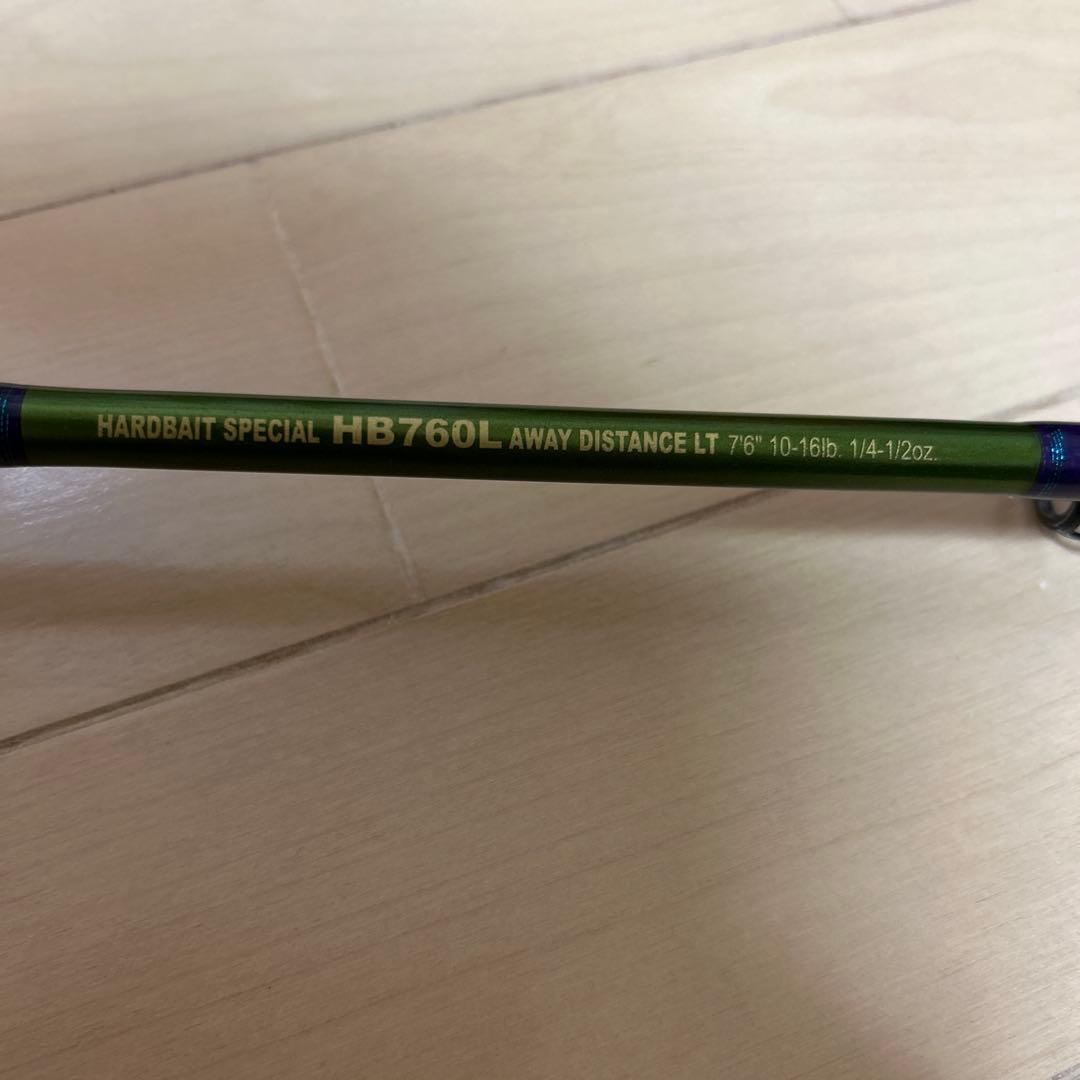 HARDBAIT SPECIAL HB760L AWAY DISTANCE LT 7'6" 10-16lb. 1/4-1/2oz.